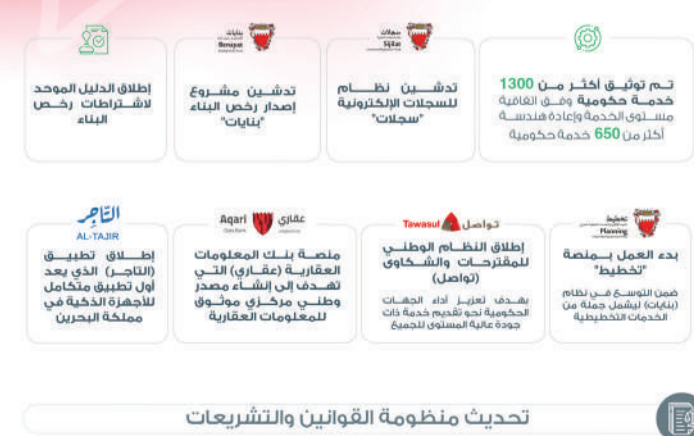 تم توثيق أكثر من 1300
خدمة حكومية وفق اتفاقية
مستوى الخدمة وإعادة هندسة
أكثر من 650 خدمة حكومية
سجلات
Sijilat
تدشين نظام
للسجلات الإلكترونية
"سجلات"
بنايات
Benayat
تدشين مشروع
إصدار رخص البناء
"بنايات"
إطلاق الدليل الموحد
لاشتراطات رخص
البناء
تخطيط
Planning
بدء العمل بمنصة
"تخطيط"
ضمن التوسع في نظام
(بنايات) ليشمل جملة من
الخدمات التخطيطية
تواصل Tawasul
إطلاق النظام الوطني
للمقترحات والشكاوى
(تواصل)
بهدف تعزيز أداء الجهات
الحكومية نحو تقديم خدمة ذات
جودة عالية المستوى للجميع
عقاري Aqari
منصة بنك المعلومات
العقارية (عقاري) التي
تهدف إلى إنشاء مصدر
وطني مركزي موثوق
للمعلومات العقارية
التاجر
AL-TAJIR
إطلاق تطبيق
(التاجر) الذي يعد
أول تطبيق متكامل
للأجهزة الذكية في
مملكة البحرين
تحديث منظومة القوانين والتشريعات